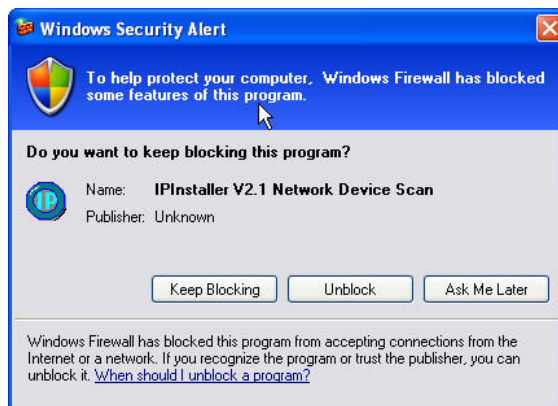 Windows Security Alert
To help protect your computer, Windows Firewall has blocked
some features of this program.
Do you want to keep blocking this program?
IP
Name: IPInstaller V2.1 Network Device Scan
Publisher: Unknown
Keep Blocking Unblock Ask Me Later
Windows Firewall has blocked this program from accepting connections from the
Internet or a network. If you recognize the program or trust the publisher, you can
unblock it. When should I unblock a program?